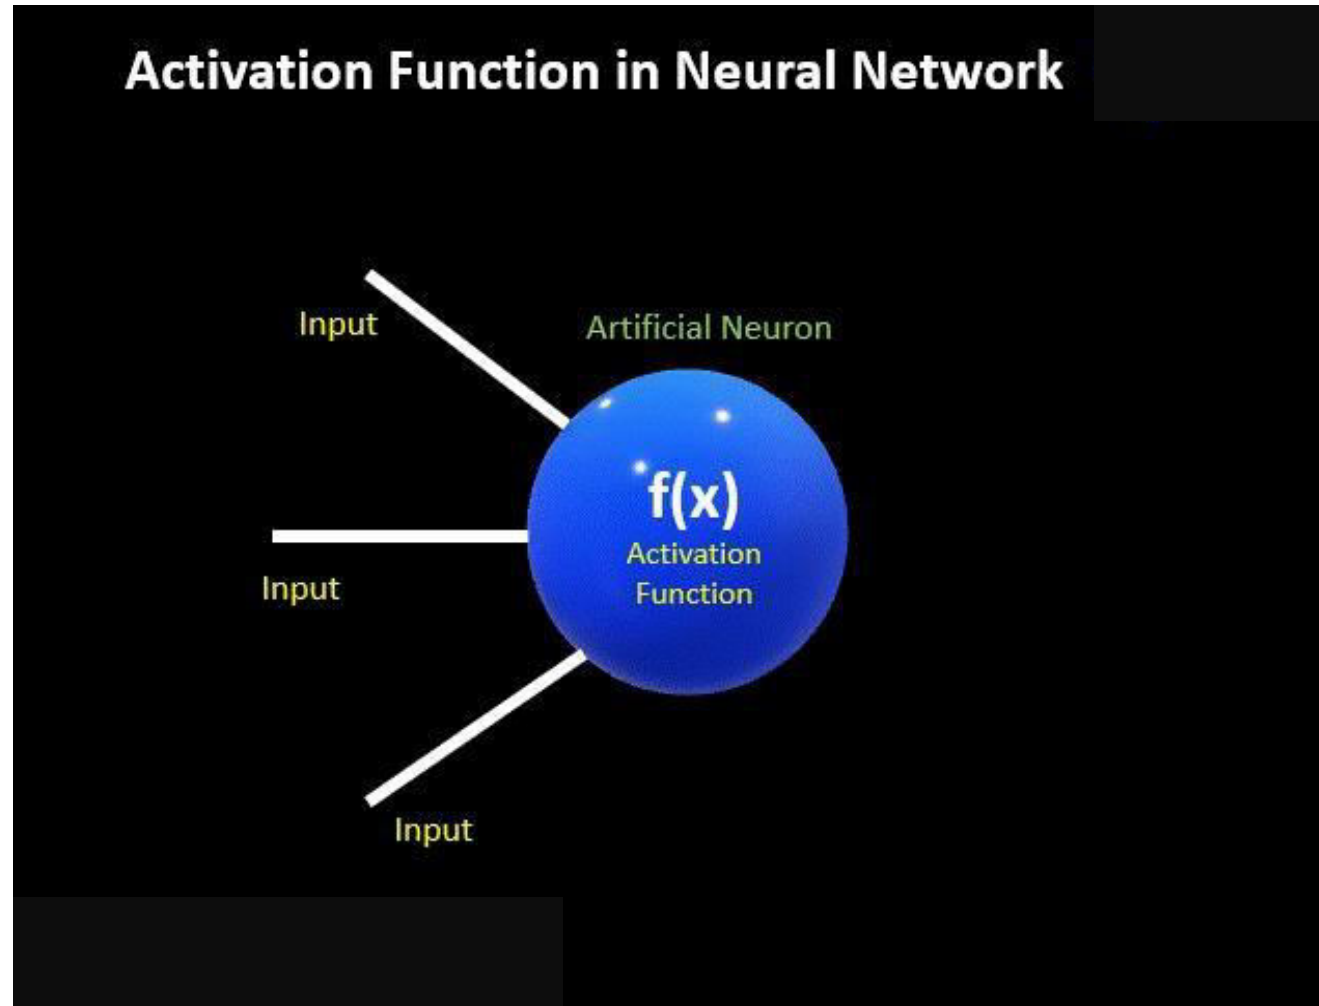 Activation Function in Neural Network
Input
Artificial Neuron
f(x)
Activation
Function
Input
Input